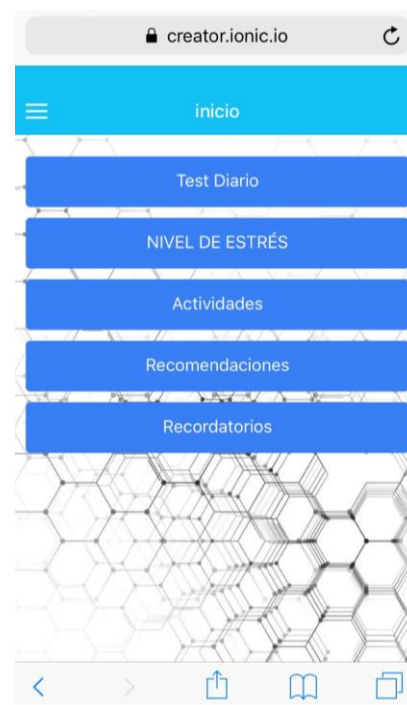 creator.ionic.io
inicio
Test Diario
NIVEL DE ESTRÉS
Actividades
Recomendaciones
Recordatorios